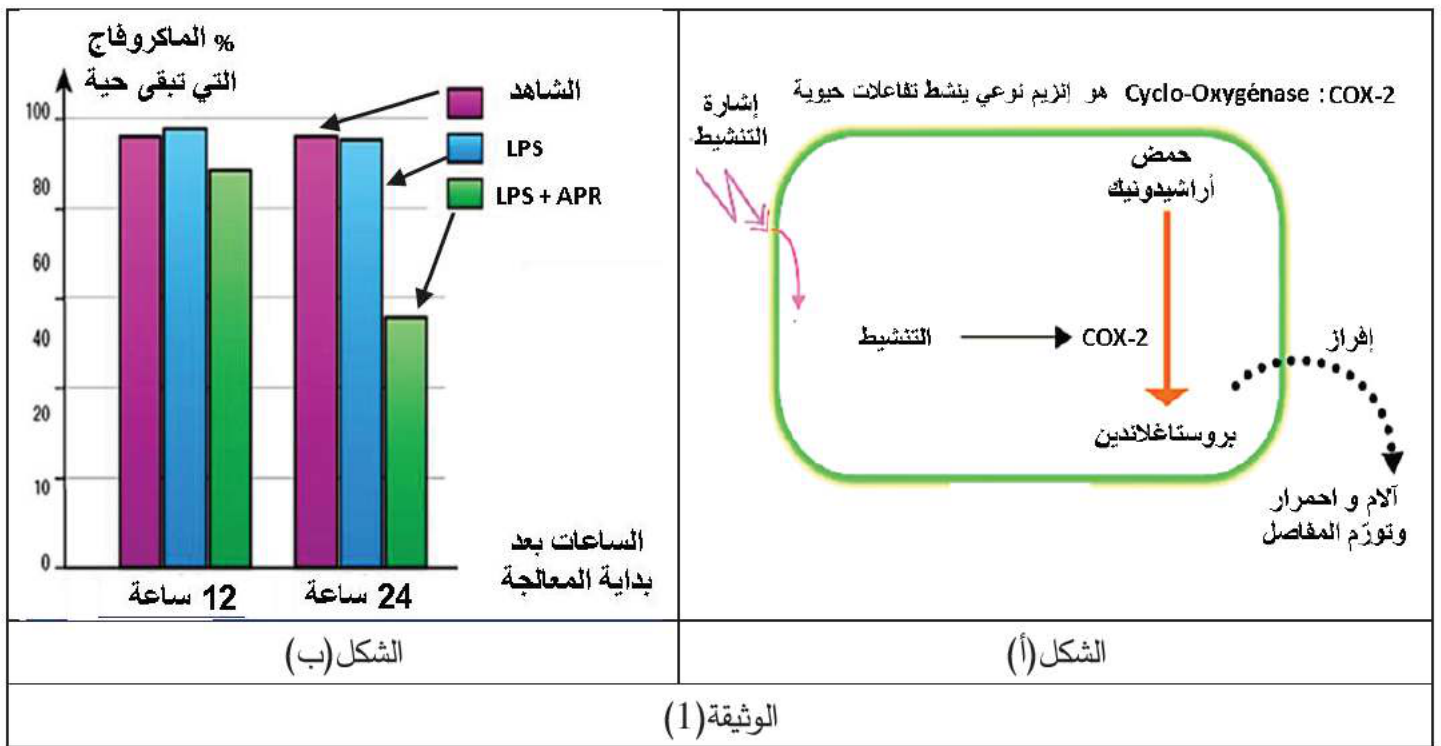 COX-2 : Cyclo-Oxygénase هو إنزيم نوعي ينشط تفاعلات حيوية
إشارة
التنشيط
حمض
أراشيدونيك
التنشيط
COX-2
إفراز
بروستاغلاندين
آلام و احمرار
وتورّم المفاصل
% الماكروفاج
التي تبقى حية
الشاهد
LPS
LPS + APR
100
80
60
40
20
10
0
12 ساعة
24 ساعة
الساعات بعد
بداية المعالجة
الشكل(أ)
الشكل(ب)
الوثيقة(1)